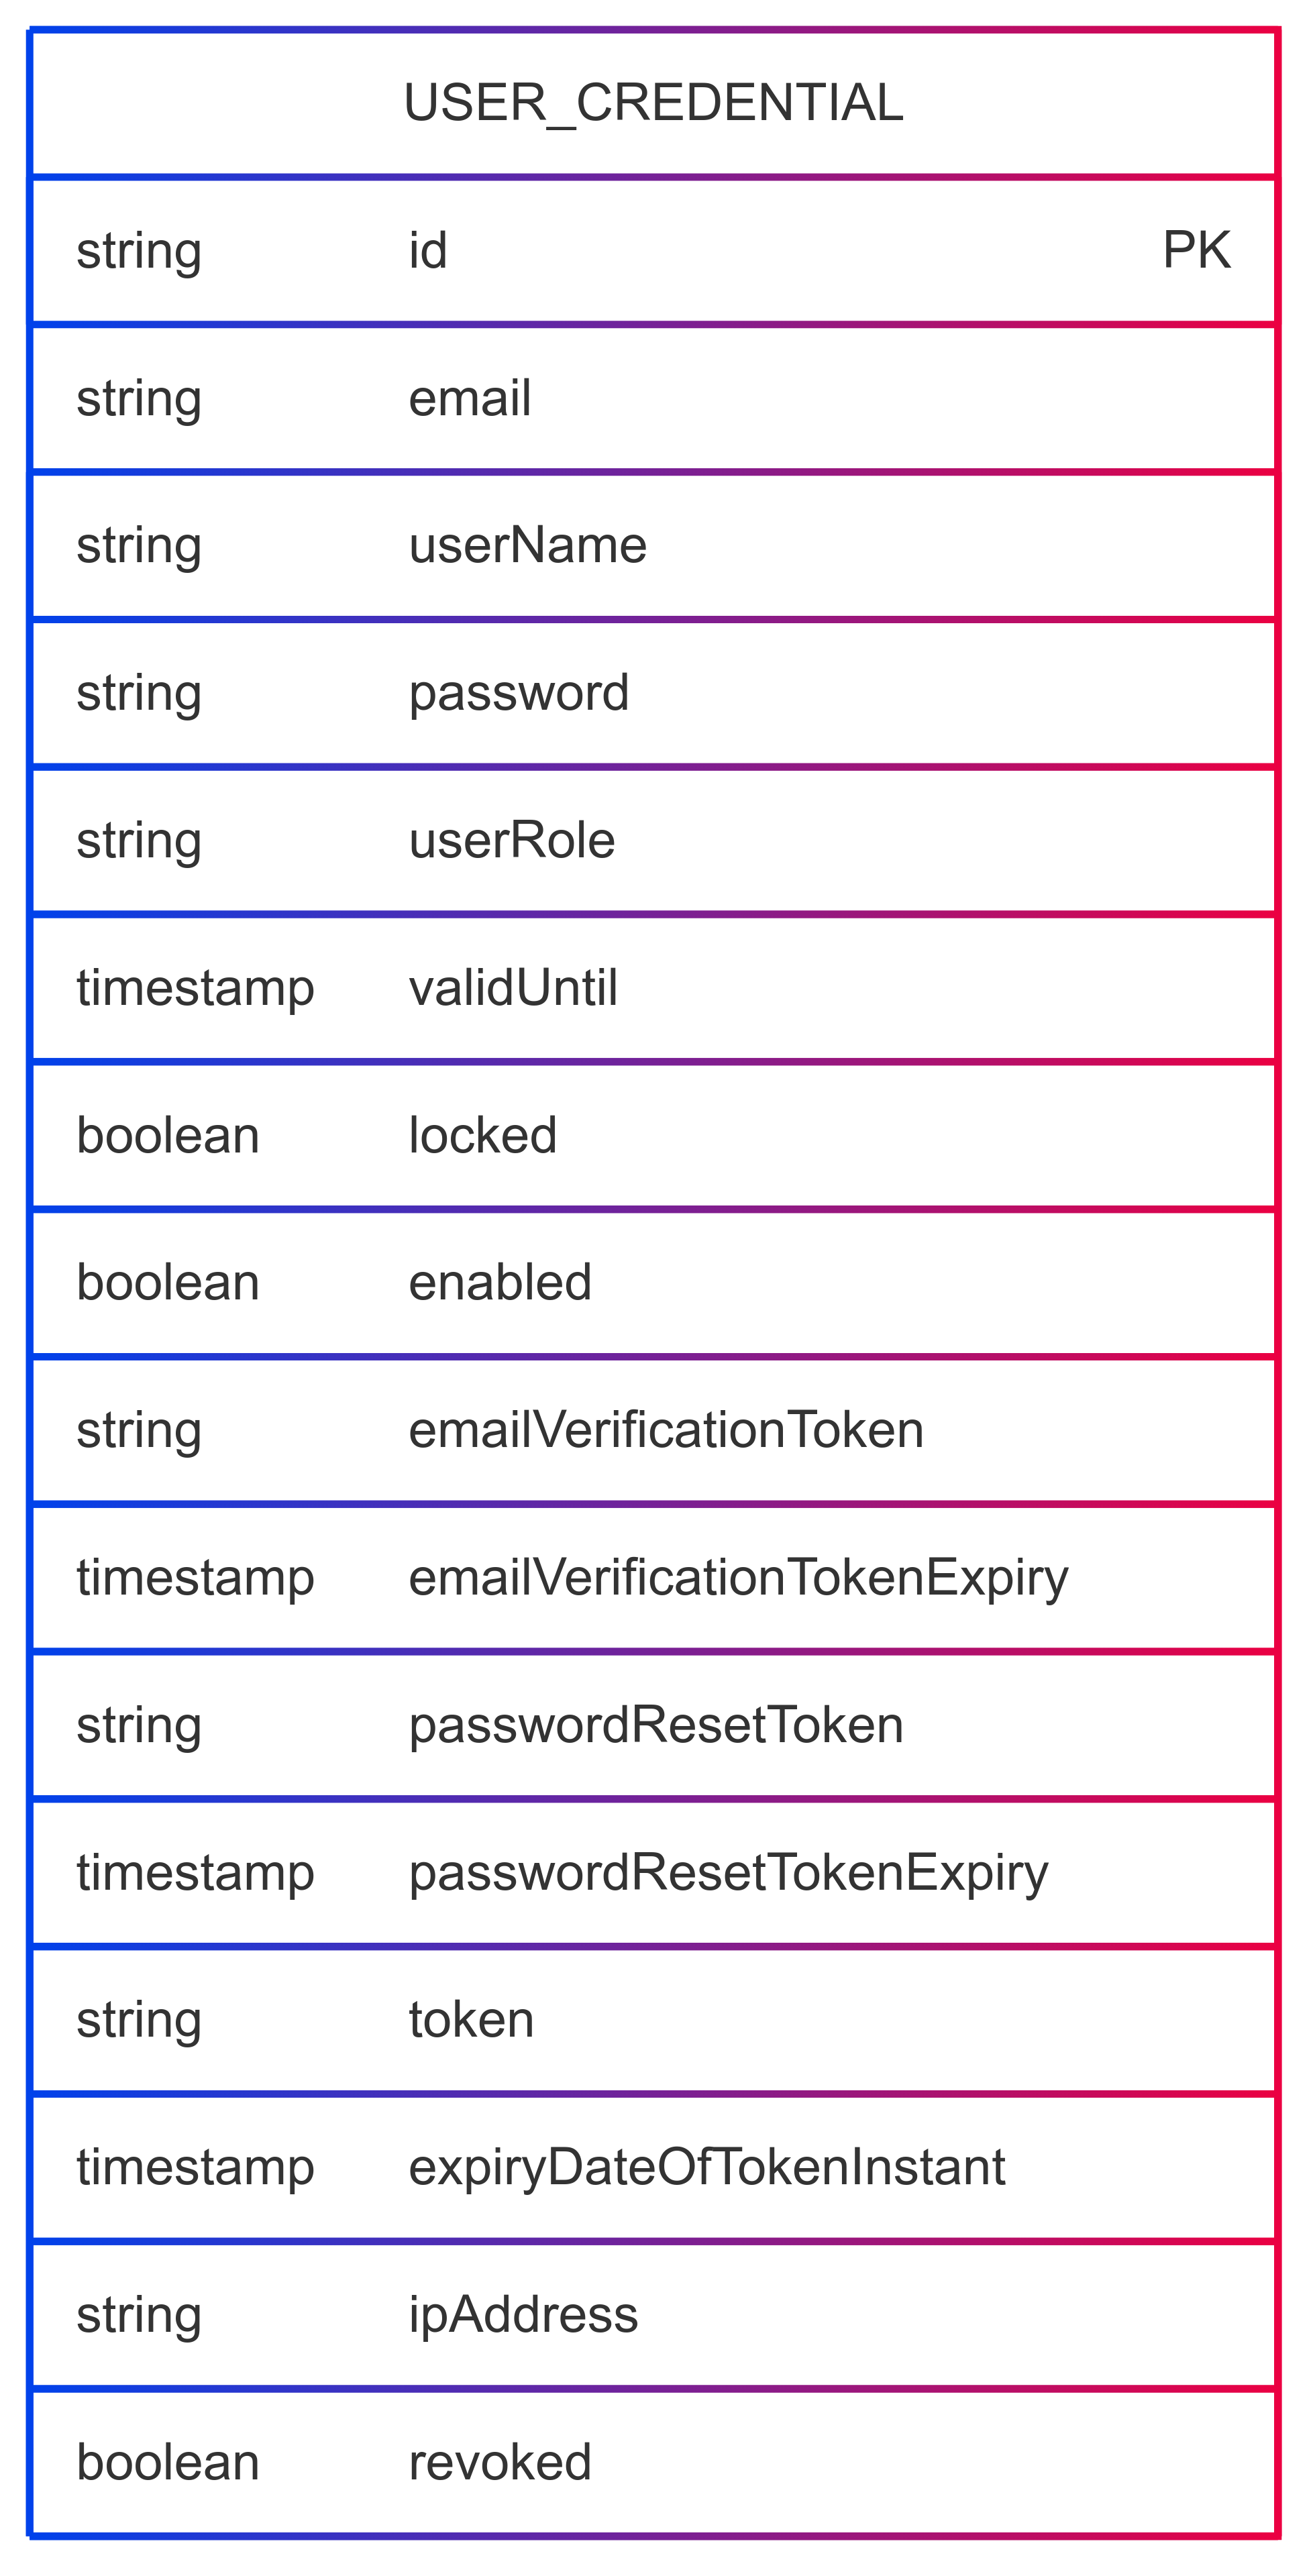 USER_CREDENTIAL
string id PK
string email
string userName
string password
string userRole
timestamp validUntil
boolean locked
boolean enabled
string emailVerificationToken
timestamp emailVerificationTokenExpiry
string passwordResetToken
timestamp passwordResetTokenExpiry
string token
timestamp expiryDateOfTokenInstant
string ipAddress
boolean revoked